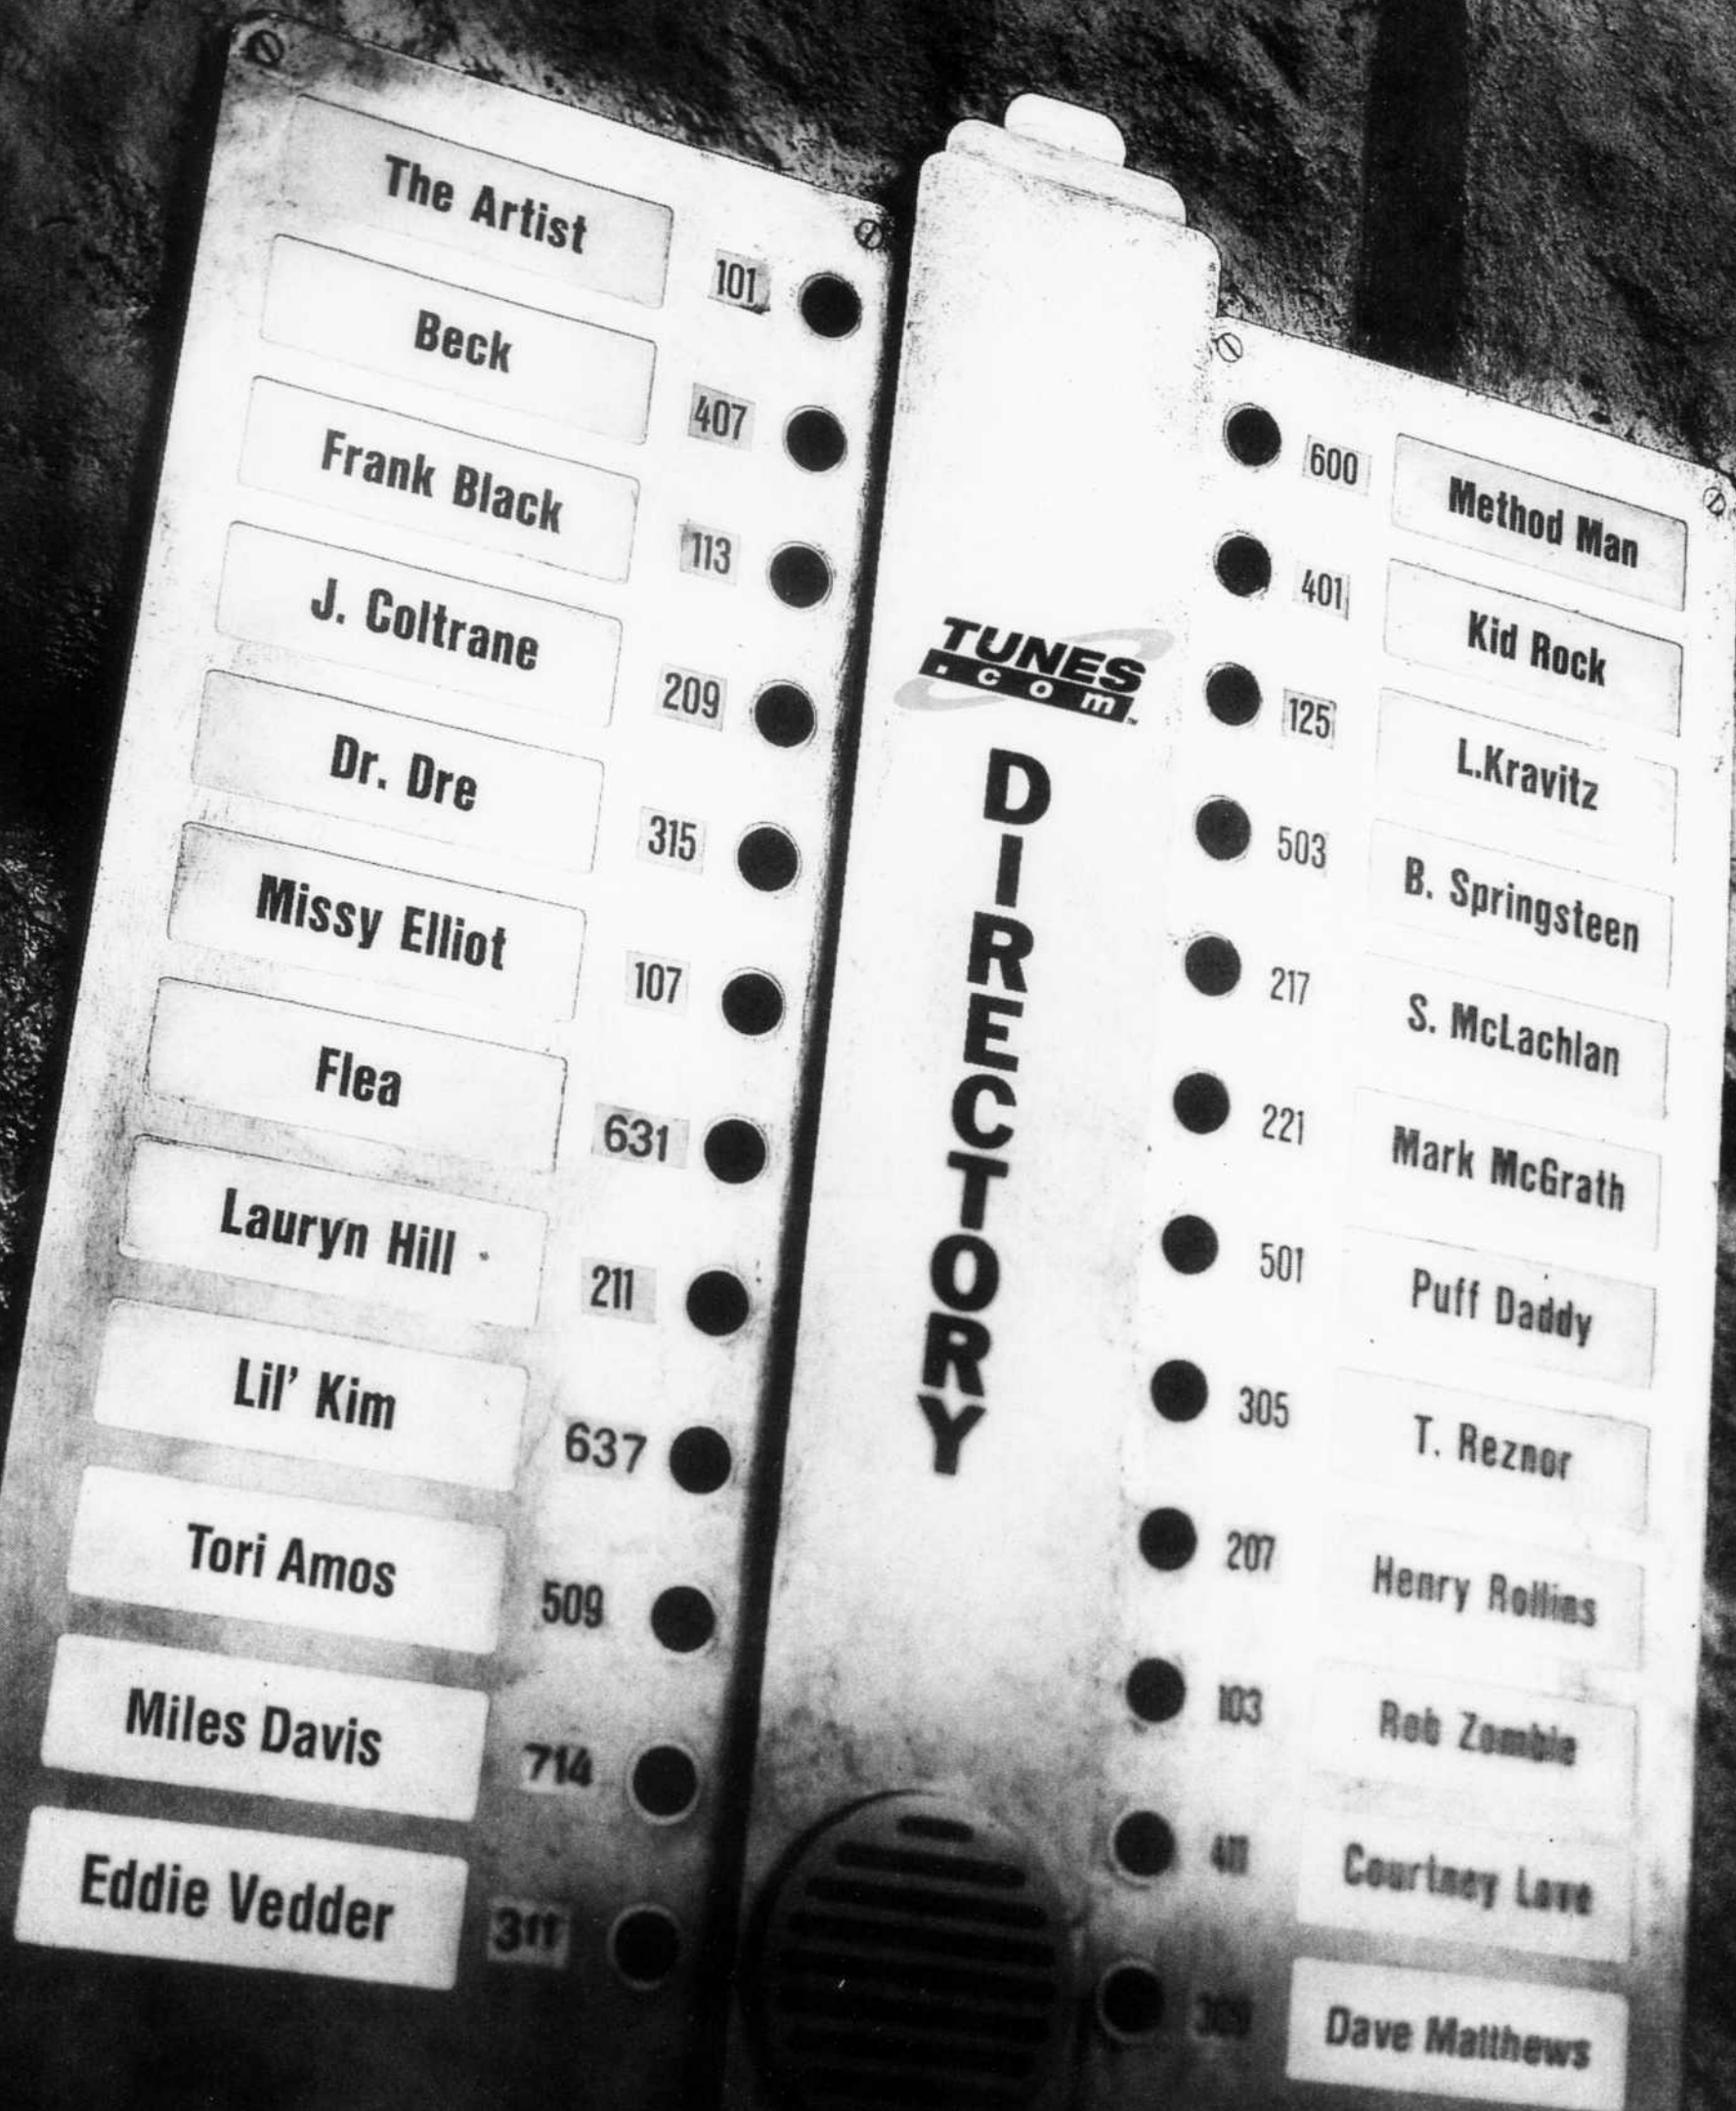 The Artist 101
Beck 407
Frank Black 113
J. Coltrane 209
Dr. Dre 315
Missy Elliot 107
Flea 631
Lauryn Hill 211
Lil' Kim 637
Tori Amos 509
Miles Davis 714
Eddie Vedder 311
TUNES
.com™
DIRECTORY
600 Method Man
401 Kid Rock
125 L.Kravitz
503 B. Springsteen
217 S. McLachlan
221 Mark McGrath
501 Puff Daddy
305 T. Reznor
207 Henry Rollins
103 Rob Zombie
411 Courtney Love
Dave Matthews